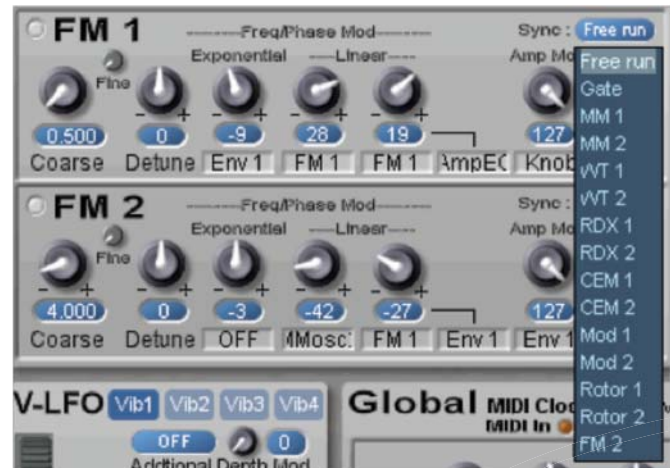 FM 1
Freq/Phase Mod
Sync : Free run
Fine
Exponential
Linear
Amp Mo
0.500
0
-9
28
19
127
Coarse
Detune
Env 1
FM 1
FM 1
AmpEC
Knob
FM 2
Freq/Phase Mod
Sync :
Fine
Exponential
Linear
Amp Mo
4.000
0
-3
-42
-27
127
Coarse
Detune
OFF
FM 1
Env 1
Env 1
Free run
Gate
MM 1
MM 2
WT 1
WT 2
RDX 1
RDX 2
CEM 1
CEM 2
Mod 1
Mod 2
Rotor 1
Rotor 2
FM 2
V-LFO
Vib1
Vib2
Vib3
Vib4
OFF
0
Addtional Depth Mod
Global
MIDI Cloc
MIDI In